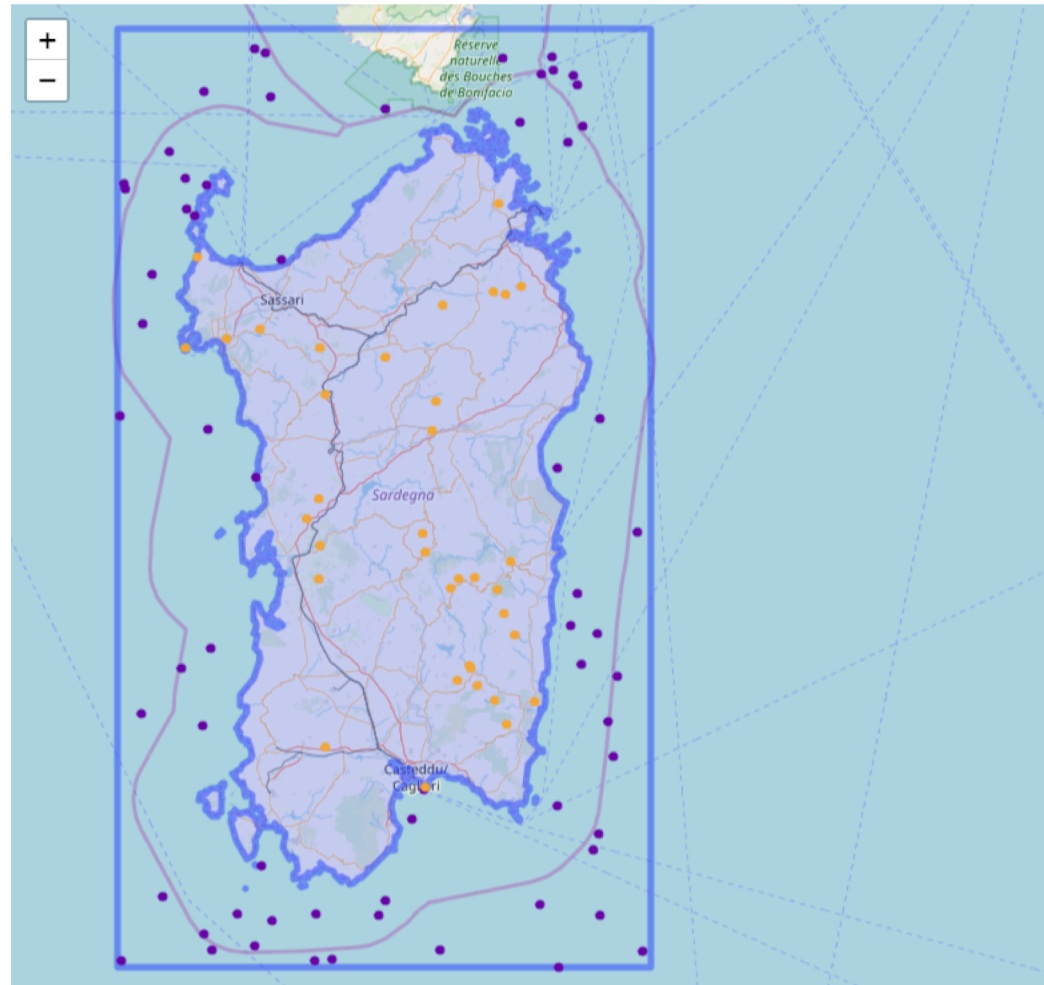 +
−
Réserve
naturelle
des Bouches
de Bonifacio
Sassari
Sardegna
Casteddu/
Cagliari